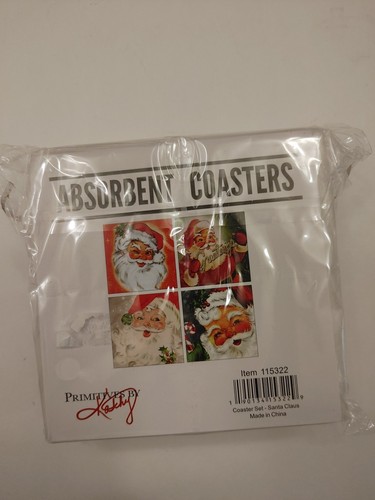 ABSORBENT COASTERS
Item 115322
PRIMITIVES BY
Kathy
Coaster Set - Santa Claus
Made in China